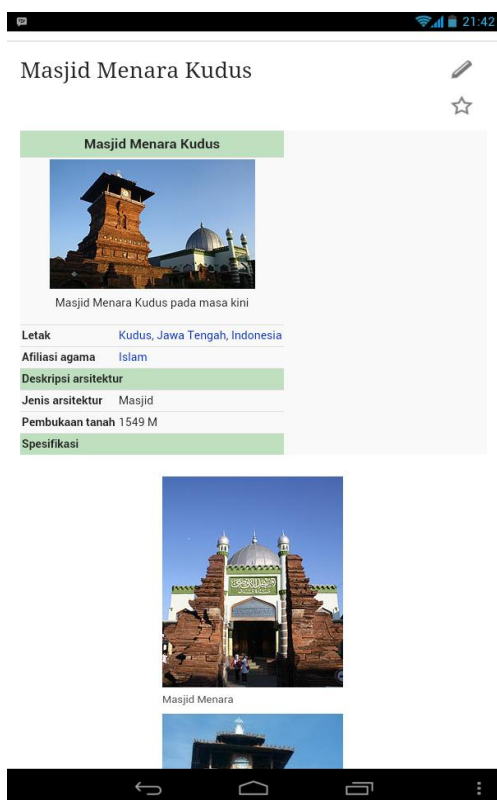 21:42
Masjid Menara Kudus
Masjid Menara Kudus
Masjid Menara Kudus pada masa kini
Letak Kudus, Jawa Tengah, Indonesia
Afiliasi agama Islam
Deskripsi arsitektur
Jenis arsitektur Masjid
Pembukaan tanah 1549 M
Spesifikasi
Masjid Menara